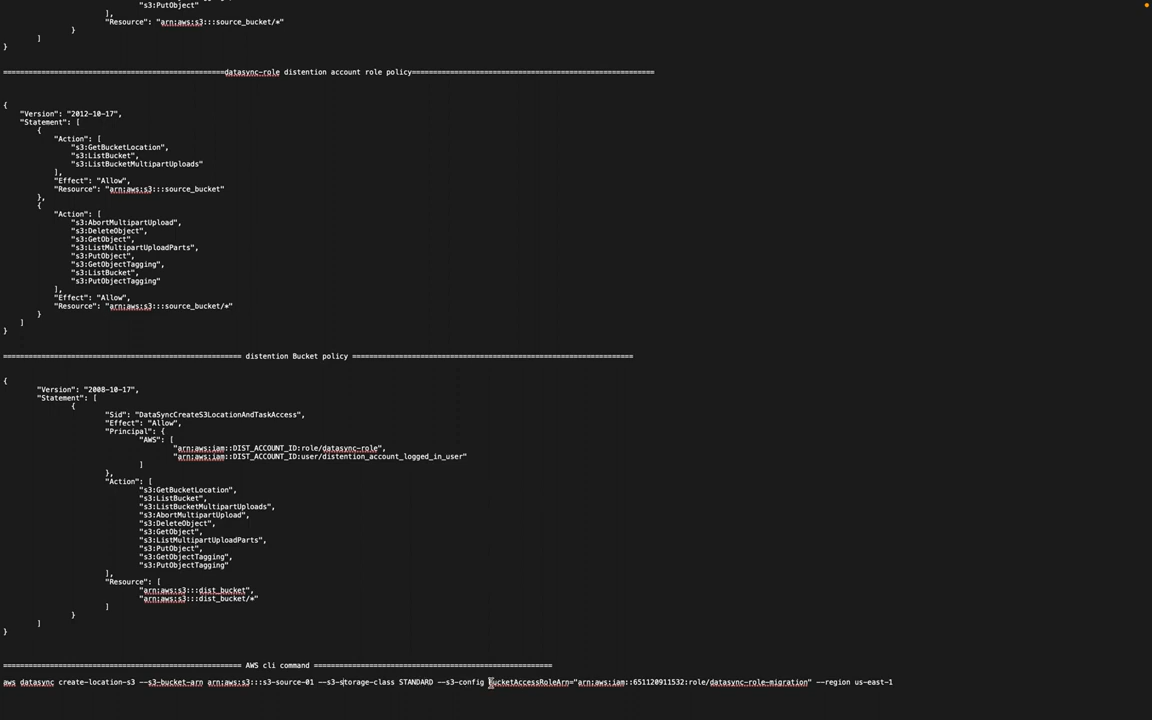 "s3:PutObject"
],
"Resource": "arn:aws:s3:::source_bucket/*"
}
]
}
=====================================================datasync-role distention account role policy==========================================================
{
"Version": "2012-10-17",
"Statement": [
{
"Action": [
"s3:GetBucketLocation",
"s3:ListBucket",
"s3:ListBucketMultipartUploads"
],
"Effect": "Allow",
"Resource": "arn:aws:s3:::source_bucket"
},
{
"Action": [
"s3:AbortMultipartUpload",
"s3:DeleteObject",
"s3:GetObject",
"s3:ListMultipartUploadParts",
"s3:PutObject",
"s3:GetObjectTagging",
"s3:ListBucket",
"s3:PutObjectTagging"
],
"Effect": "Allow",
"Resource": "arn:aws:s3:::source_bucket/*"
}
]
}
========================================================= distention Bucket policy ===================================================================
{
"Version": "2008-10-17",
"Statement": [
{
"Sid": "DataSyncCreateS3LocationAndTaskAccess",
"Effect": "Allow",
"Principal": {
"AWS": [
"arn:aws:iam::DIST_ACCOUNT_ID:role/datasync-role",
"arn:aws:iam::DIST_ACCOUNT_ID:user/distention_account_logged_in_user"
]
},
"Action": [
"s3:GetBucketLocation",
"s3:ListBucket",
"s3:ListBucketMultipartUploads",
"s3:AbortMultipartUpload",
"s3:DeleteObject",
"s3:GetObject",
"s3:ListMultipartUploadParts",
"s3:PutObject",
"s3:GetObjectTagging",
"s3:PutObjectTagging"
],
"Resource": [
"arn:aws:s3:::dist_bucket",
"arn:aws:s3:::dist_bucket/*"
]
}
]
}
========================================================= AWS cli command =========================================================
aws datasync create-location-s3 --s3-bucket-arn arn:aws:s3:::s3-source-01 --s3-storage-class STANDARD --s3-config BucketAccessRoleArn="arn:aws:iam::651120911532:role/datasync-role-migration" --region us-east-1